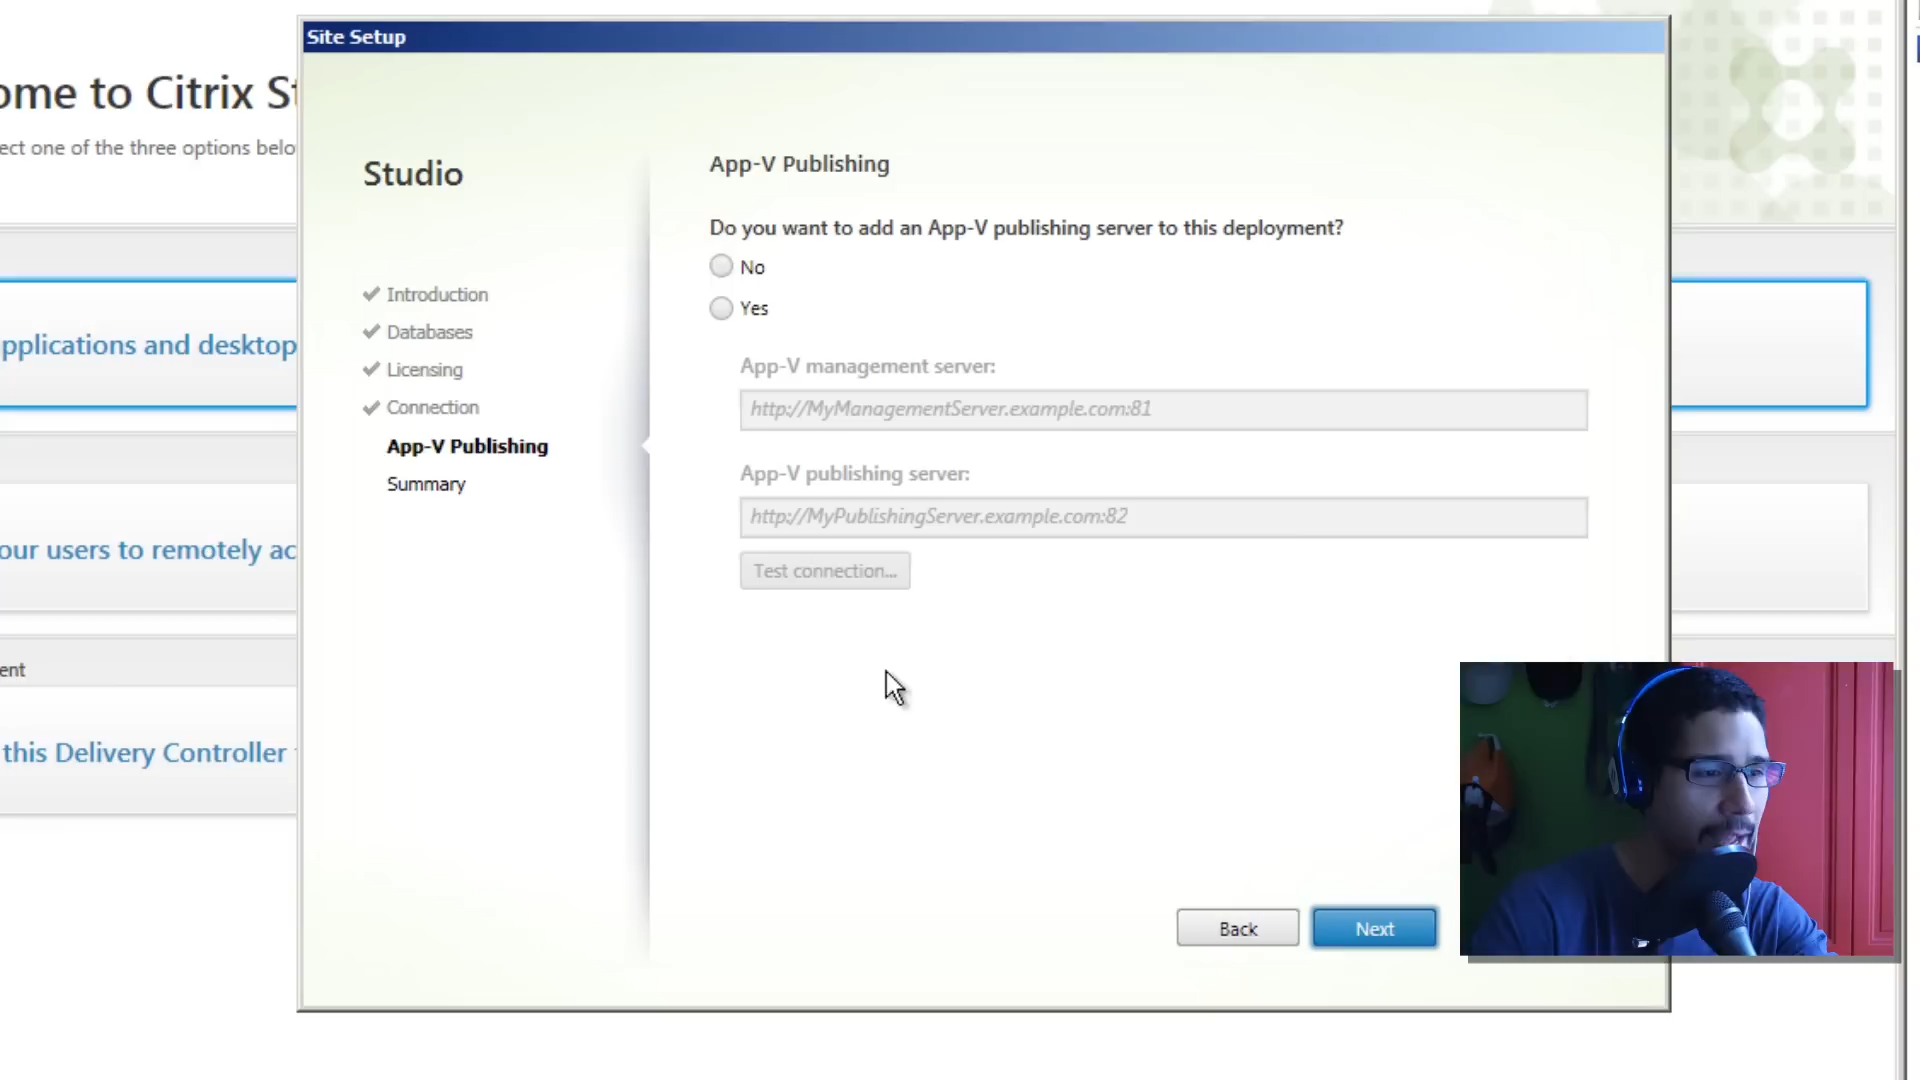 Site Setup
ome to Citrix St
ect one of the three options belo
pplications and desktop
our users to remotely ac
ent
this Delivery Controller
Studio
Introduction
Databases
Licensing
Connection
App-V Publishing
Summary
App-V Publishing
Do you want to add an App-V publishing server to this deployment?
No
Yes
App-V management server:
http://MyManagementServer.example.com:81
App-V publishing server:
http://MyPublishingServer.example.com:82
Test connection...
Back
Next